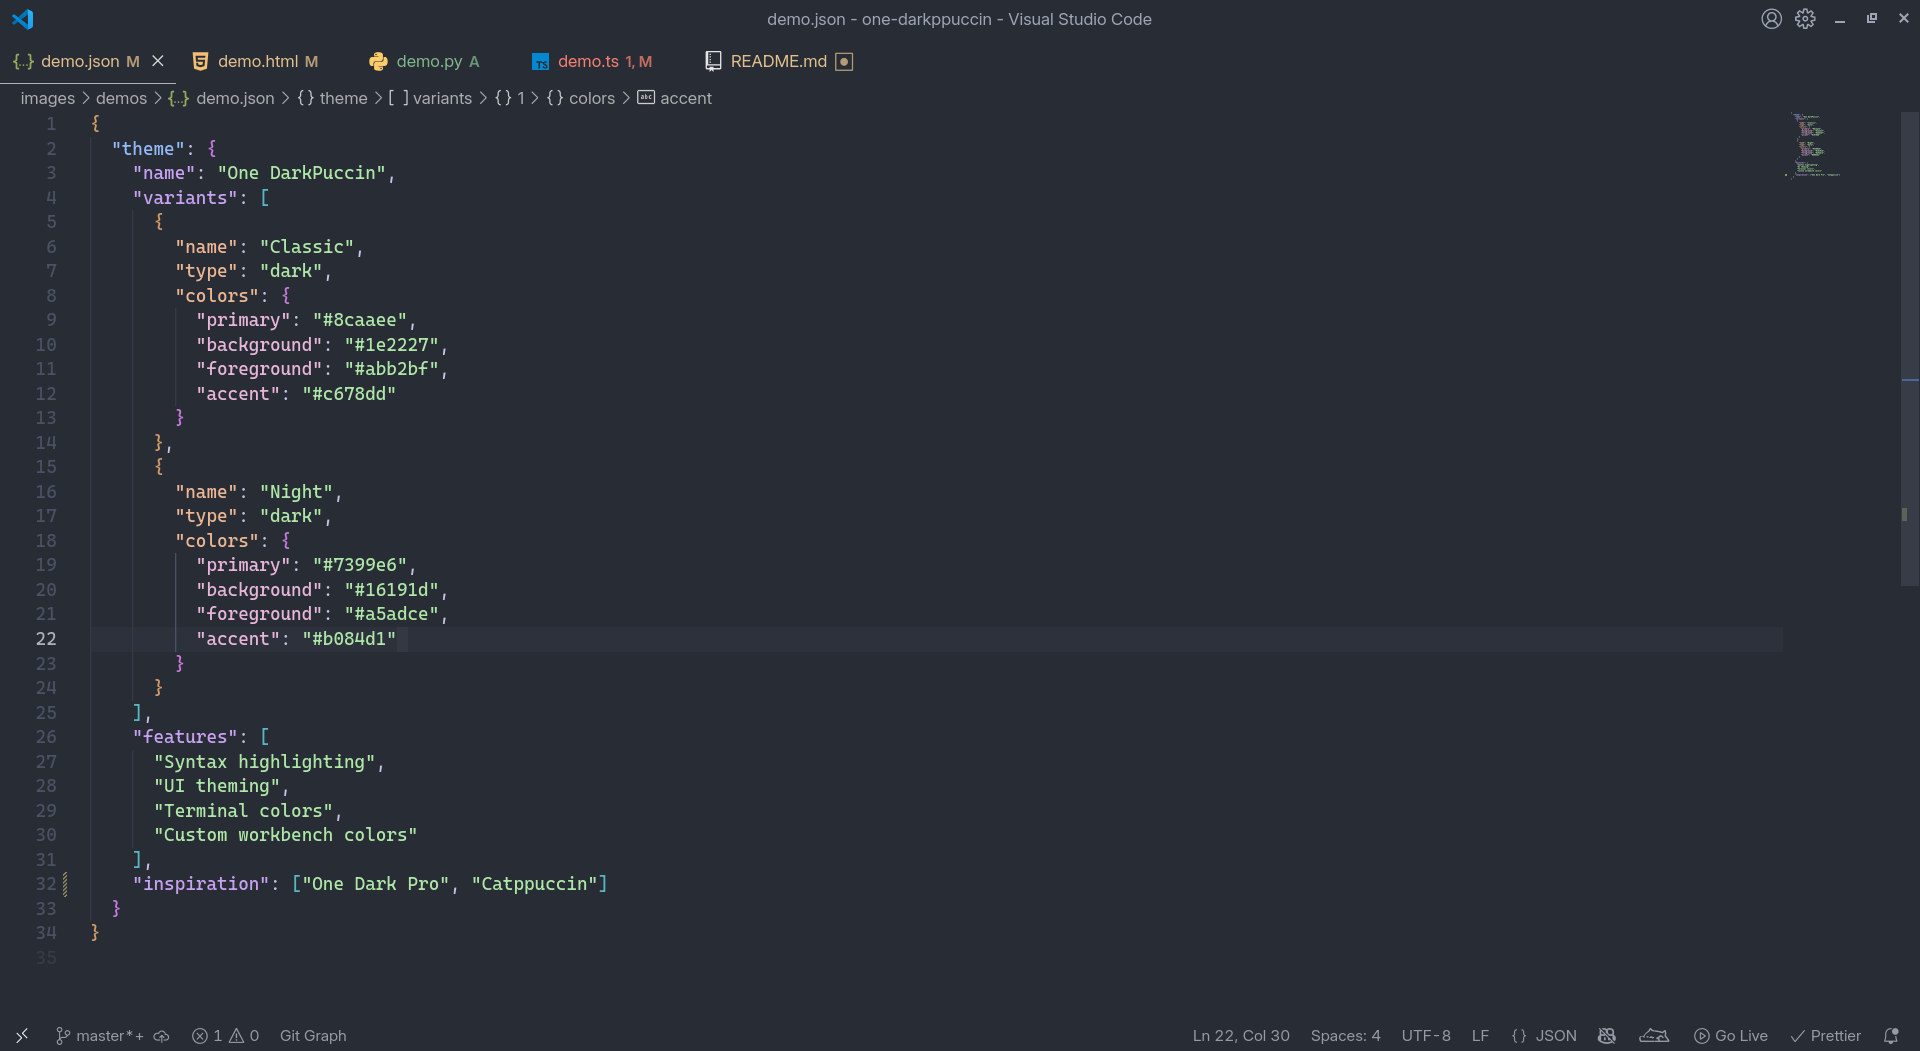 demo.json - one-darkppuccin - Visual Studio Code
{..} demo.json M demo.html M demo.py A TS demo.ts 1, M README.md
images > demos > {..} demo.json > {} theme > [ ] variants > {} 1 > {} colors > abc accent
1 {
2 "theme": {
3 "name": "One DarkPuccin",
4 "variants": [
5 {
6 "name": "Classic",
7 "type": "dark",
8 "colors": {
9 "primary": "#8caaee",
10 "background": "#1e2227",
11 "foreground": "#abb2bf",
12 "accent": "#c678dd"
13 }
14 },
15 {
16 "name": "Night",
17 "type": "dark",
18 "colors": {
19 "primary": "#7399e6",
20 "background": "#16191d",
21 "foreground": "#a5adce",
22 "accent": "#b084d1"
23 }
24 }
25 ],
26 "features": [
27 "Syntax highlighting",
28 "UI theming",
29 "Terminal colors",
30 "Custom workbench colors"
31 ],
32 "inspiration": ["One Dark Pro", "Catppuccin"]
33 }
34 }
35
master*+ 1 0 Git Graph Ln 22, Col 30 Spaces: 4 UTF-8 LF {} JSON Go Live Prettier